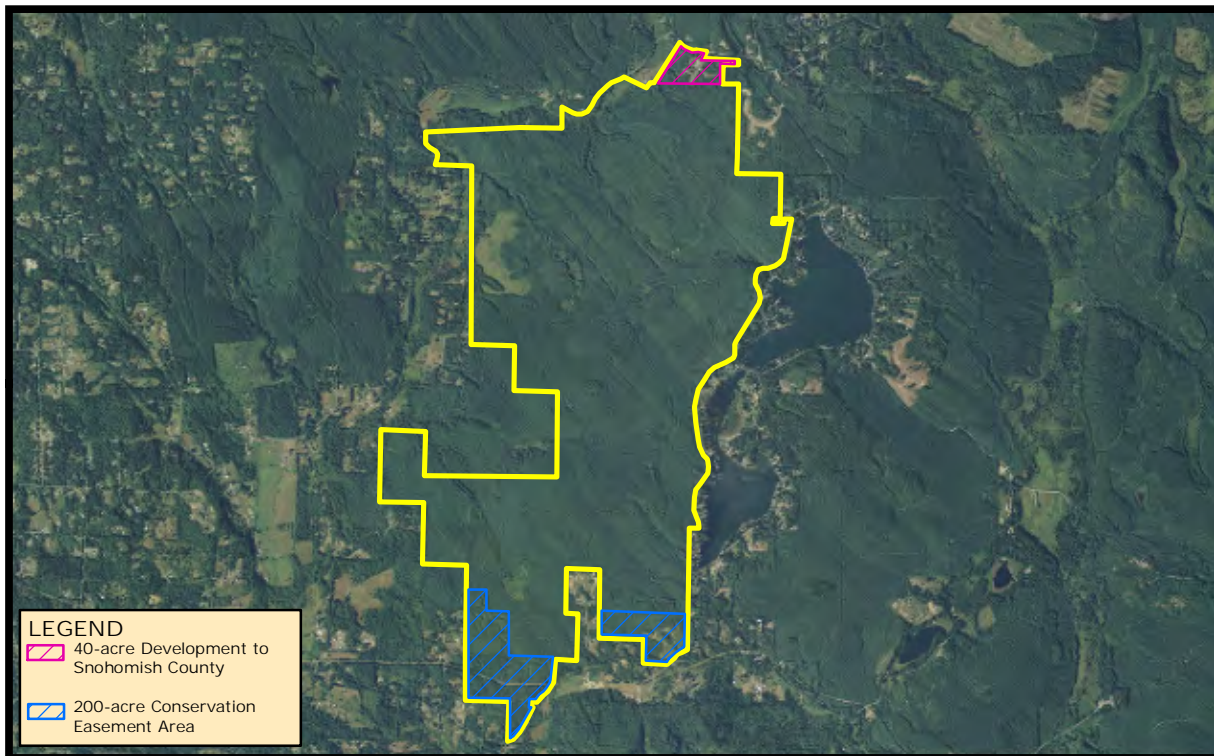 LEGEND
40-acre Development to
Snohomish County
200-acre Conservation
Easement Area